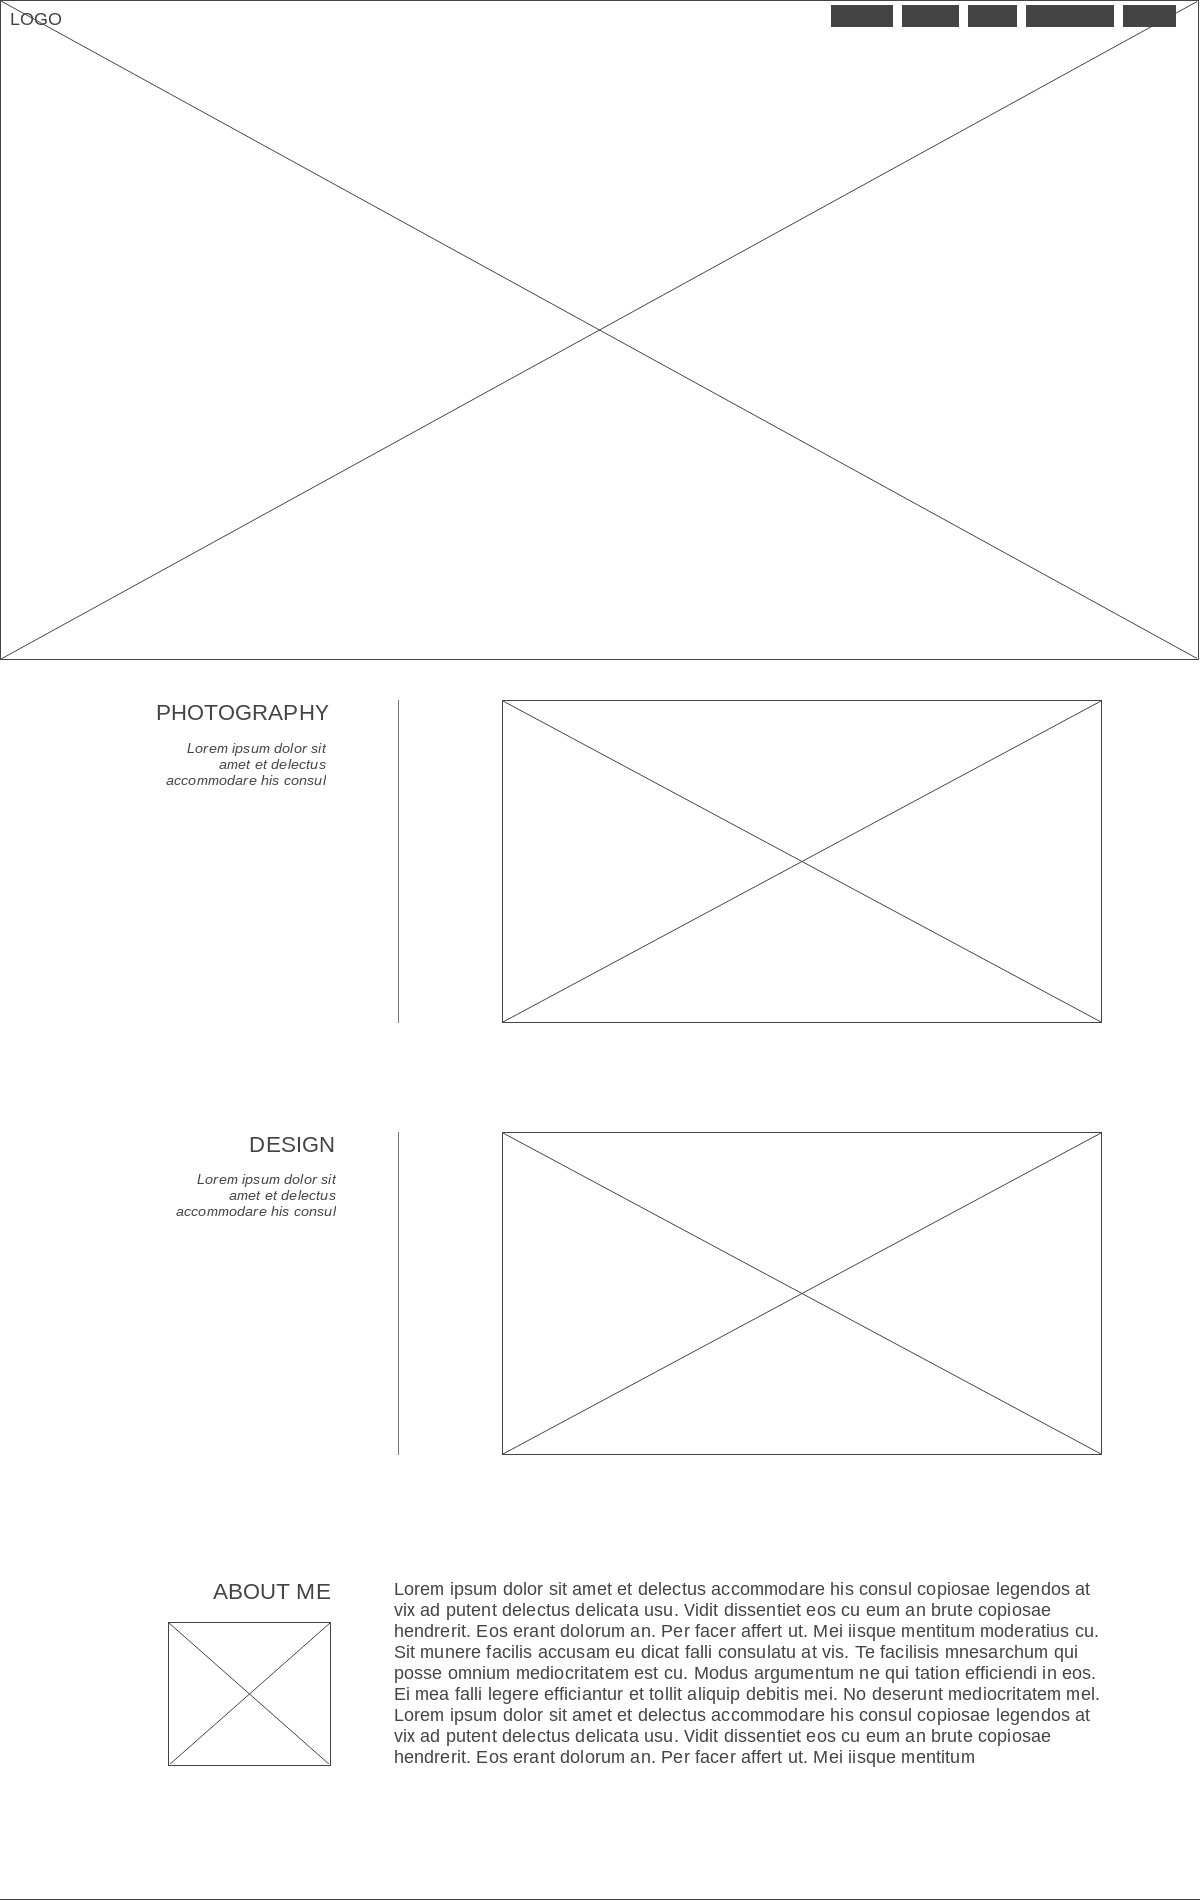 LOGO
PHOTOGRAPHY
Lorem ipsum dolor sit
amet et delectus
accommodare his consul
DESIGN
Lorem ipsum dolor sit
amet et delectus
accommodare his consul
ABOUT ME
Lorem ipsum dolor sit amet et delectus accommodare his consul copiosae legendos at
vix ad putent delectus delicata usu. Vidit dissentiet eos cu eum an brute copiosae
hendrerit. Eos erant dolorum an. Per facer affert ut. Mei iisque mentitum moderatius cu.
Sit munere facilis accusam eu dicat falli consulatu at vis. Te facilisis mnesarchum qui
posse omnium mediocritatem est cu. Modus argumentum ne qui tation efficiendi in eos.
Ei mea falli legere efficiantur et tollit aliquip debitis mei. No deserunt mediocritatem mel.
Lorem ipsum dolor sit amet et delectus accommodare his consul copiosae legendos at
vix ad putent delectus delicata usu. Vidit dissentiet eos cu eum an brute copiosae
hendrerit. Eos erant dolorum an. Per facer affert ut. Mei iisque mentitum